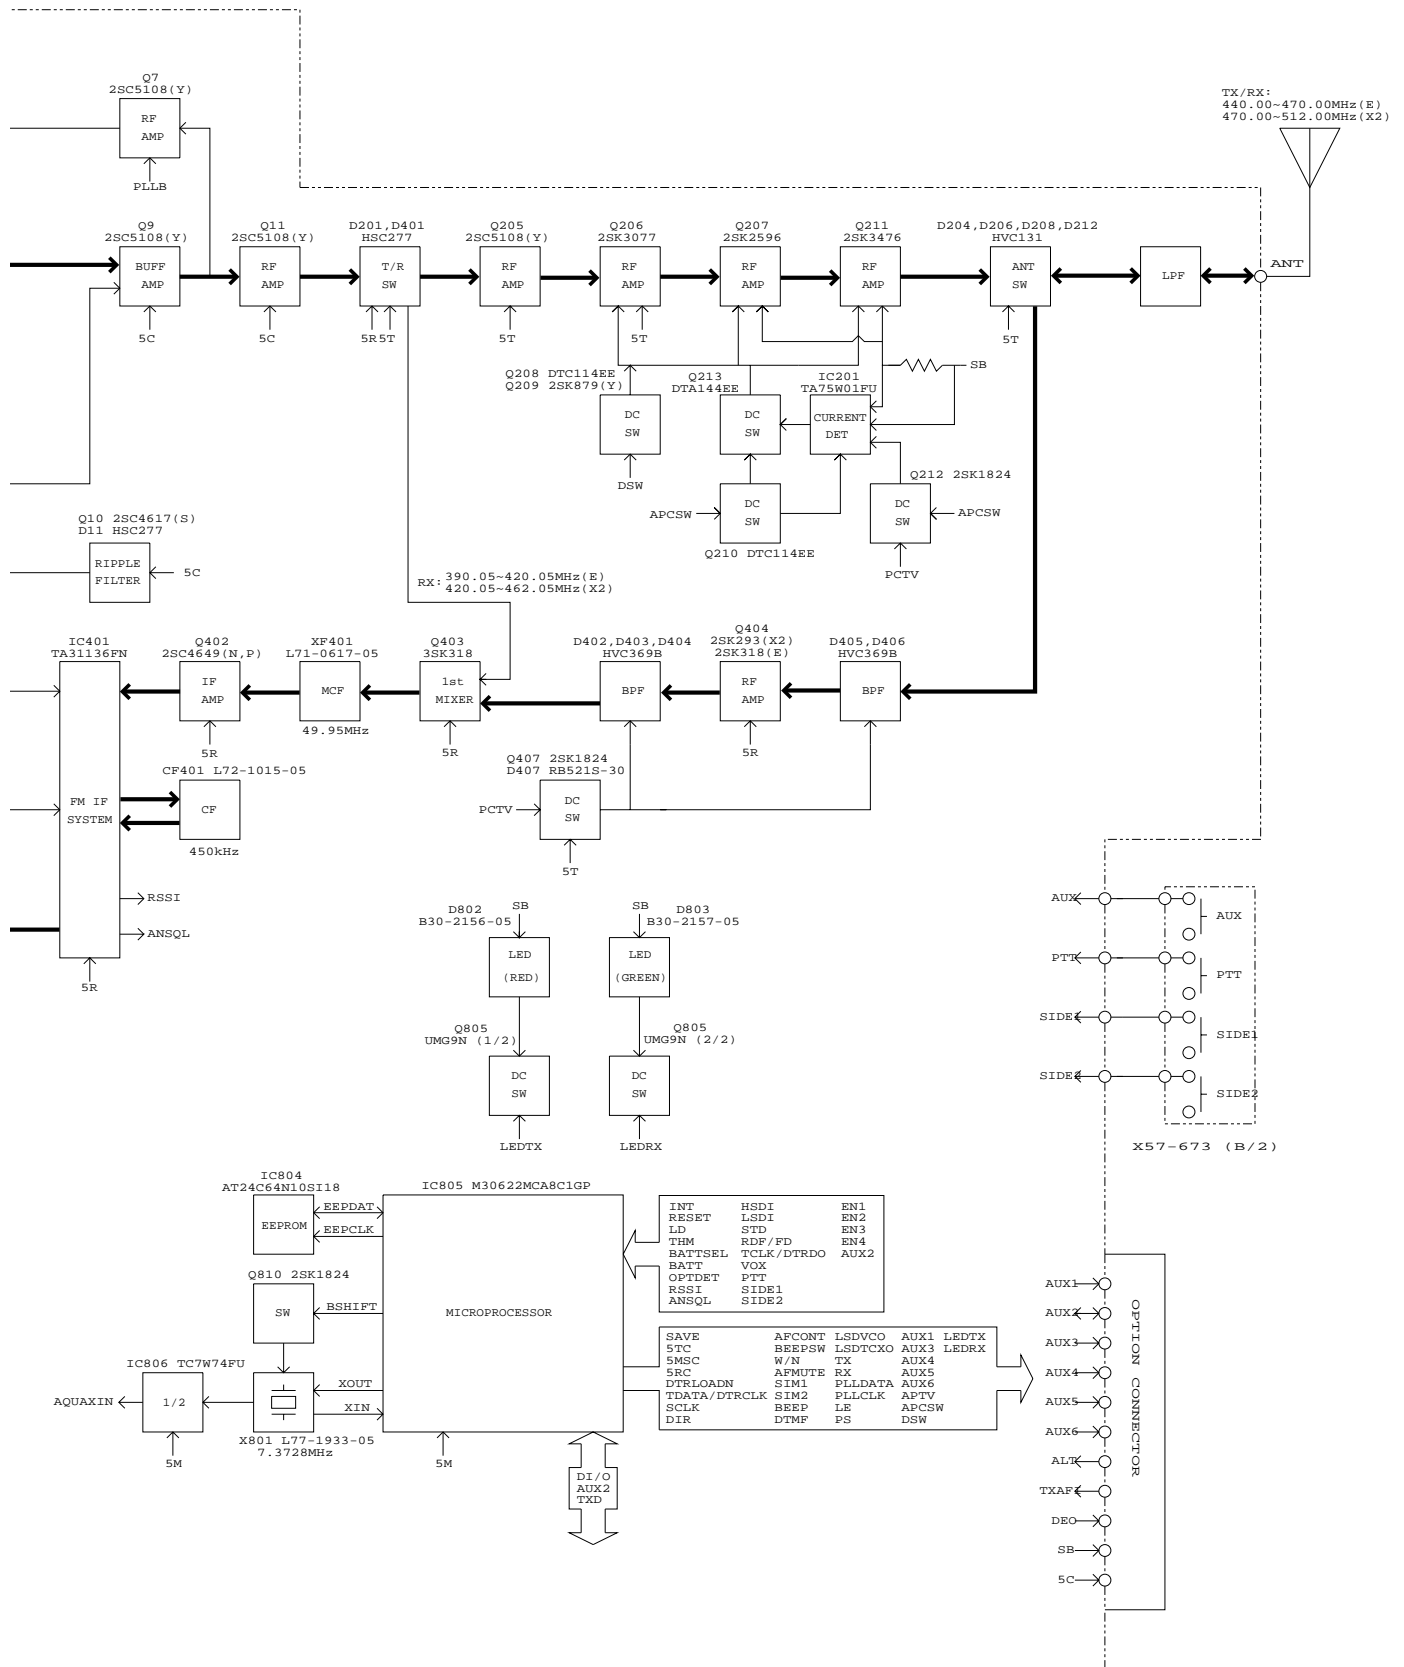 Q7
2SC5108(Y)
RF
AMP
PLLB
TX/RX:
440.00~470.00MHz(E)
470.00~512.00MHz(X2)
Q9
2SC5108(Y)
BUFF
AMP
5C
Q11
2SC5108(Y)
RF
AMP
5C
D201,D401
HSC277
T/R
SW
5R 5T
Q205
2SC5108(Y)
RF
AMP
5T
Q206
2SK3077
RF
AMP
5T
Q207
2SK2596
RF
AMP
Q211
2SK3476
RF
AMP
D204,D206,D208,D212
HVC131
ANT
SW
5T
LPF
ANT
Q208 DTC114EE
Q209 2SK879(Y)
DC
SW
DSW
Q213
DTA144EE
DC
SW
IC201
TA75W01FU
CURRENT
DET
SB
APCSW
DC
SW
Q210 DTC114EE
Q212 2SK1824
DC
SW
APCSW
PCTV
Q10 2SC4617(S)
D11 HSC277
RIPPLE
FILTER
5C
RX: 390.05~420.05MHz(E)
420.05~462.05MHz(X2)
IC401
TA31136FN
FM IF
SYSTEM
RSSI
ANSQL
5R
Q402
2SC4649(N,P)
IF
AMP
5R
XF401
L71-0617-05
MCF
49.95MHz
Q403
3SK318
1st
MIXER
5R
D402,D403,D404
HVC369B
BPF
Q404
2SK293(X2)
2SK318(E)
RF
AMP
5R
D405,D406
HVC369B
BPF
CF401 L72-1015-05
CF
450kHz
Q407 2SK1824
D407 RB521S-30
PCTV
DC
SW
5T
D802
B30-2156-05
SB
LED
(RED)
Q805
UMG9N (1/2)
DC
SW
LEDTX
SB
D803
B30-2157-05
LED
(GREEN)
Q805
UMG9N (2/2)
DC
SW
LEDRX
AUX
AUX
PTT
PTT
SIDE1
SIDE1
SIDE2
SIDE2
X57-673 (B/2)
IC804
AT24C64N10SI18
EEPROM
EEPDAT
EEPCLK
Q810 2SK1824
SW
BSHIFT
IC806 TC7W74FU
AQUAXIN
1/2
5M
XOUT
XIN
X801 L77-1933-05
7.3728MHz
IC805 M30622MCA8C1GP
MICROPROCESSOR
5M
INT HSDI EN1
RESET LSDI EN2
LD STD EN3
THM RDF/FD EN4
BATTSEL TCLK/DTRDO AUX2
BATT VOX
OPTDET PTT
RSSI SIDE1
ANSQL SIDE2
SAVE AFCONT LSDVCO AUX1 LEDTX
5TC BEEPSW LSDTCXO AUX3 LEDRX
5MSC W/N TX AUX4
5RC AFMUTE RX AUX5
DTRLOADN SIM1 PLLDATA AUX6
TDATA/DTRCLK SIM2 PLLCLK APTV
SCLK BEEP LE APCSW
DIR DTMF PS DSW
DI/O
AUX2
TXD
AUX1
AUX2
AUX3
AUX4
AUX5
AUX6
ALT
DEO
SB
5C
OPTION CONNECTOR